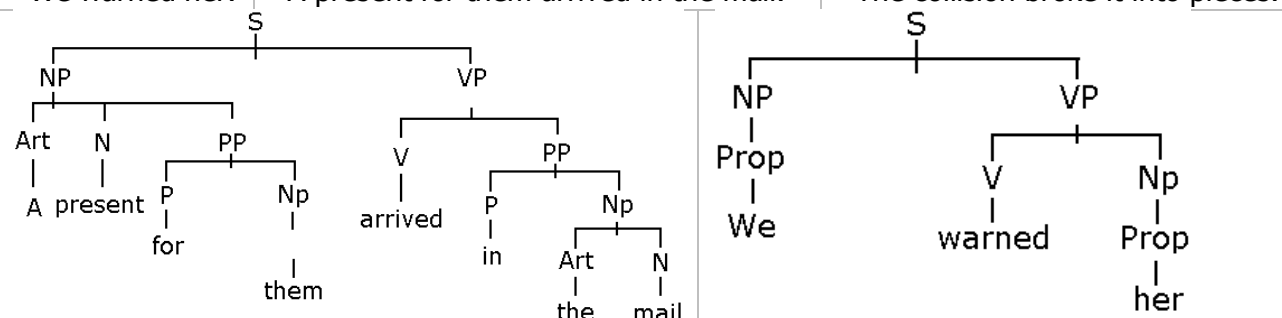 We warned her. A present for them arrived in the mail. The collision broke it into pieces.
S
NP VP
Art N PP V PP
A present P Np arrived P Np
for them in Art N
the mail
S
NP VP
Prop V Np
We warned Prop
her